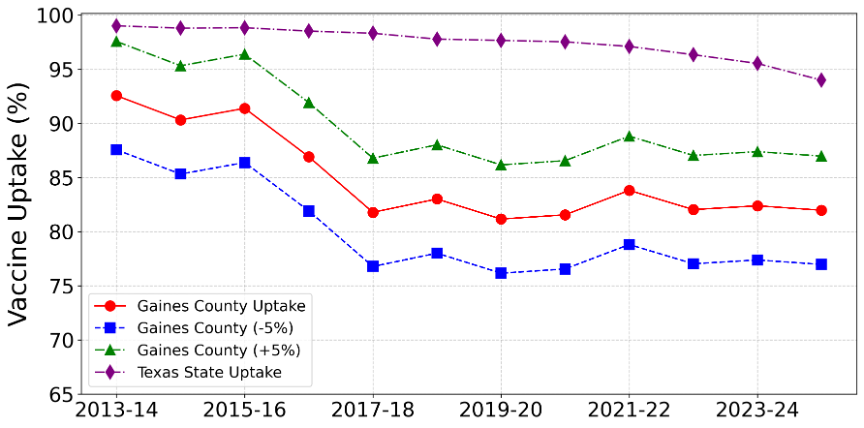 Vaccine Uptake (%)
100
95
90
85
80
75
70
65
Gaines County Uptake
Gaines County (-5%)
Gaines County (+5%)
Texas State Uptake
2013-14 2015-16 2017-18 2019-20 2021-22 2023-24